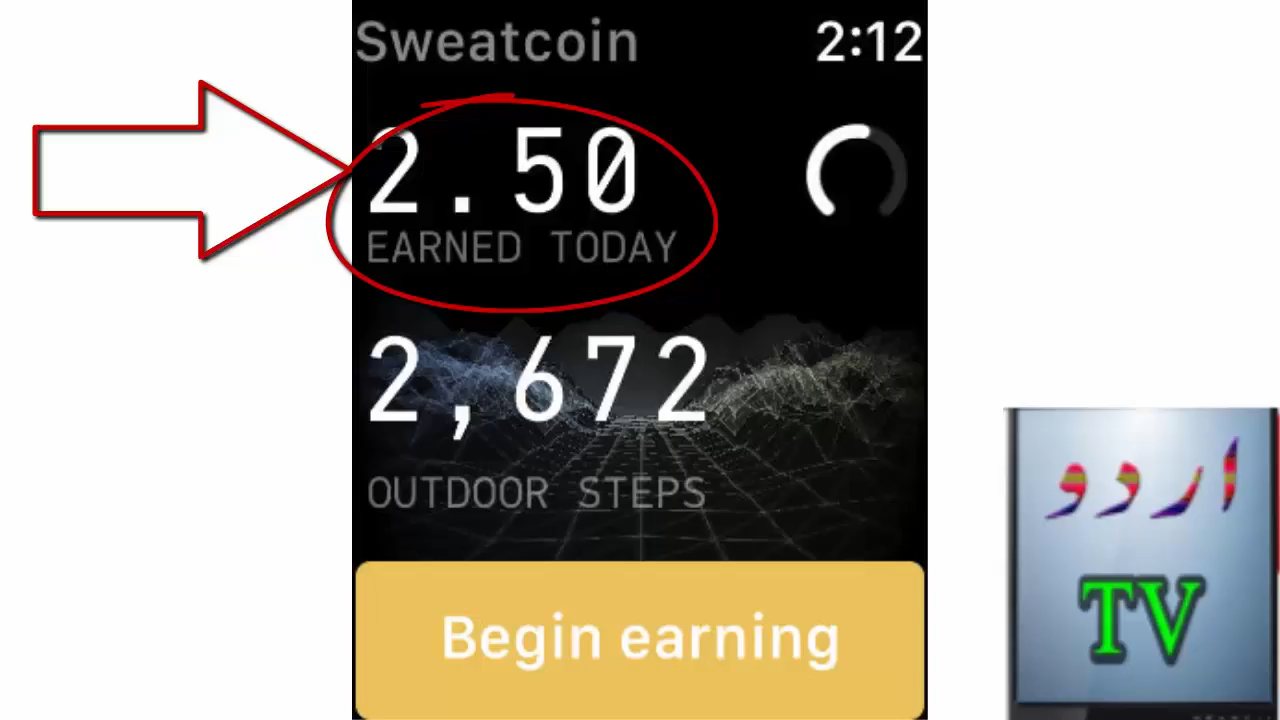 Sweatcoin 2:12
2.50
EARNED TODAY
2,672
OUTDOOR STEPS
Begin earning
اردو
TV